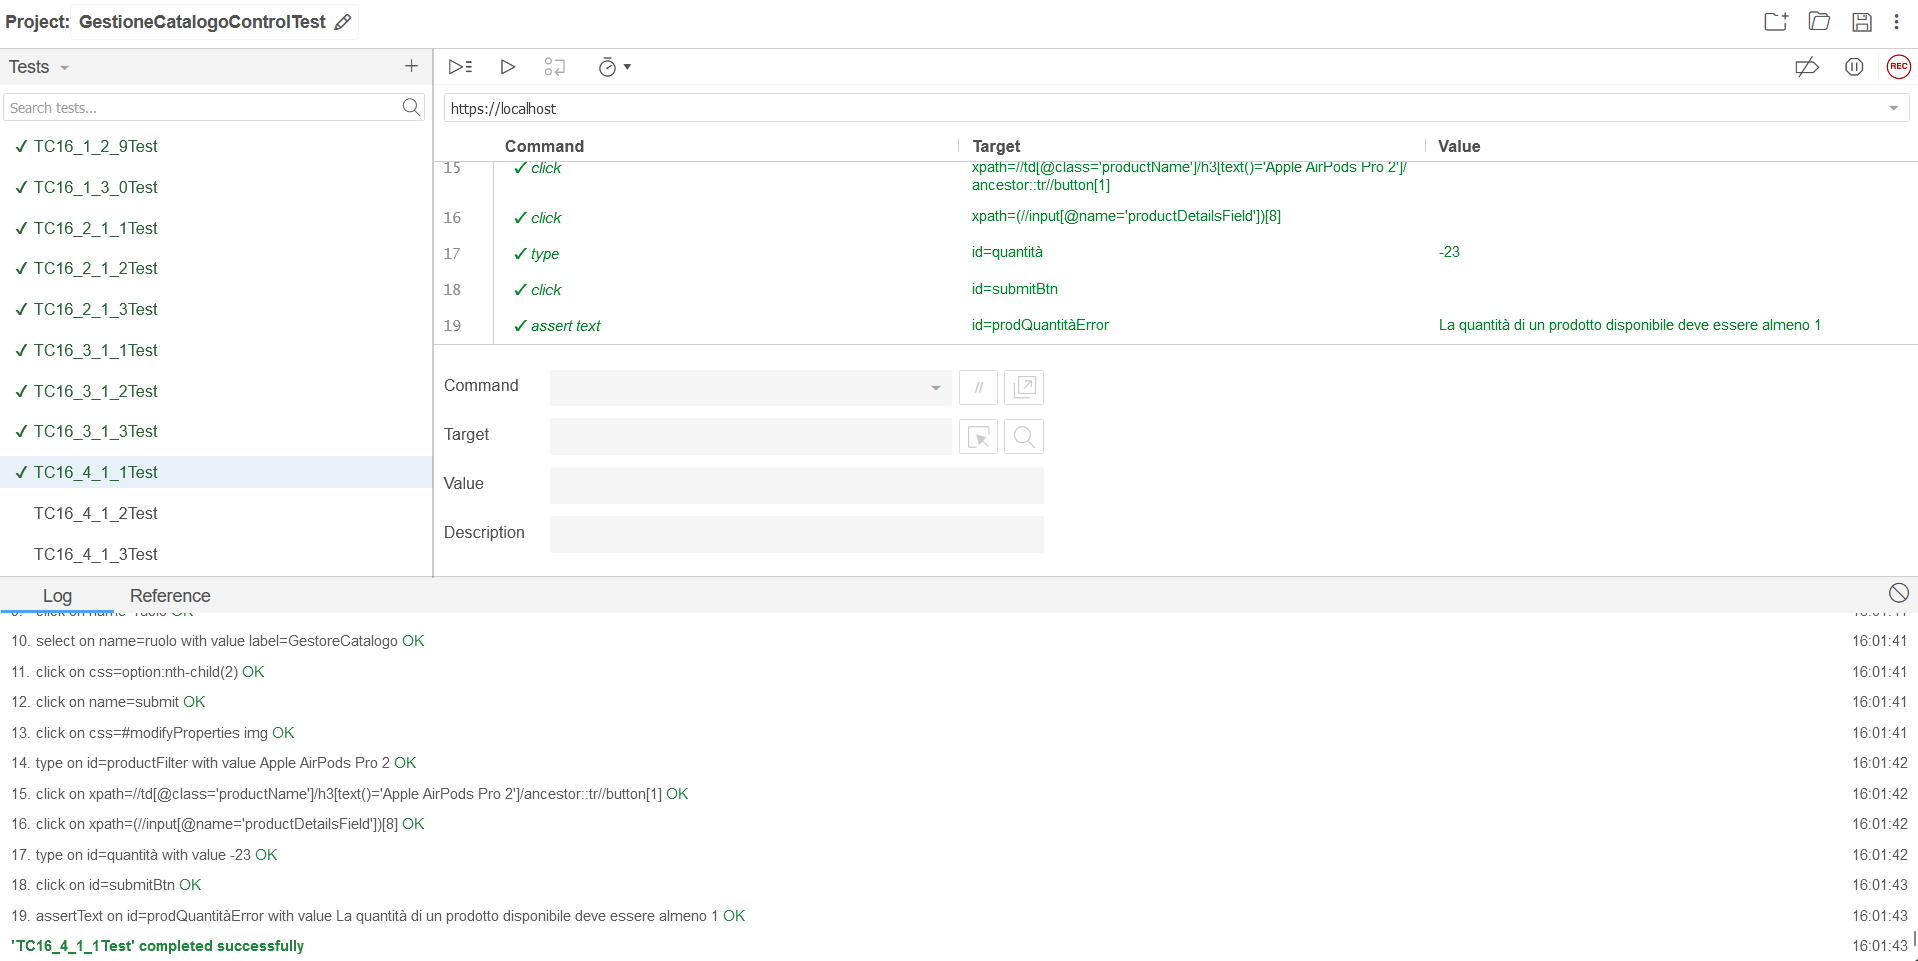 Project: GestioneCatalogoControlTest
Tests
Search tests...
✓ TC16_1_2_9Test
✓ TC16_1_3_0Test
✓ TC16_2_1_1Test
✓ TC16_2_1_2Test
✓ TC16_2_1_3Test
✓ TC16_3_1_1Test
✓ TC16_3_1_2Test
✓ TC16_3_1_3Test
✓ TC16_4_1_1Test
TC16_4_1_2Test
TC16_4_1_3Test
REC
https://localhost
Command Target Value
15 ✓ click xpath=//td[@class='productName']/h3[text()='Apple AirPods Pro 2']/
ancestor::tr//button[1]
16 ✓ click xpath=(//input[@name='productDetailsField'])[8]
17 ✓ type id=quantità -23
18 ✓ click id=submitBtn
19 ✓ assert text id=prodQuantitàError La quantità di un prodotto disponibile deve essere almeno 1
Command //
Target
Value
Description
Log Reference
9. click on name=ruolo OK 16:01:41
10. select on name=ruolo with value label=GestoreCatalogo OK 16:01:41
11. click on css=option:nth-child(2) OK 16:01:41
12. click on name=submit OK 16:01:41
13. click on css=#modifyProperties img OK 16:01:41
14. type on id=productFilter with value Apple AirPods Pro 2 OK 16:01:42
15. click on xpath=//td[@class='productName']/h3[text()='Apple AirPods Pro 2']/ancestor::tr//button[1] OK 16:01:42
16. click on xpath=(//input[@name='productDetailsField'])[8] OK 16:01:42
17. type on id=quantità with value -23 OK 16:01:42
18. click on id=submitBtn OK 16:01:43
19. assertText on id=prodQuantitàError with value La quantità di un prodotto disponibile deve essere almeno 1 OK 16:01:43
'TC16_4_1_1Test' completed successfully 16:01:43